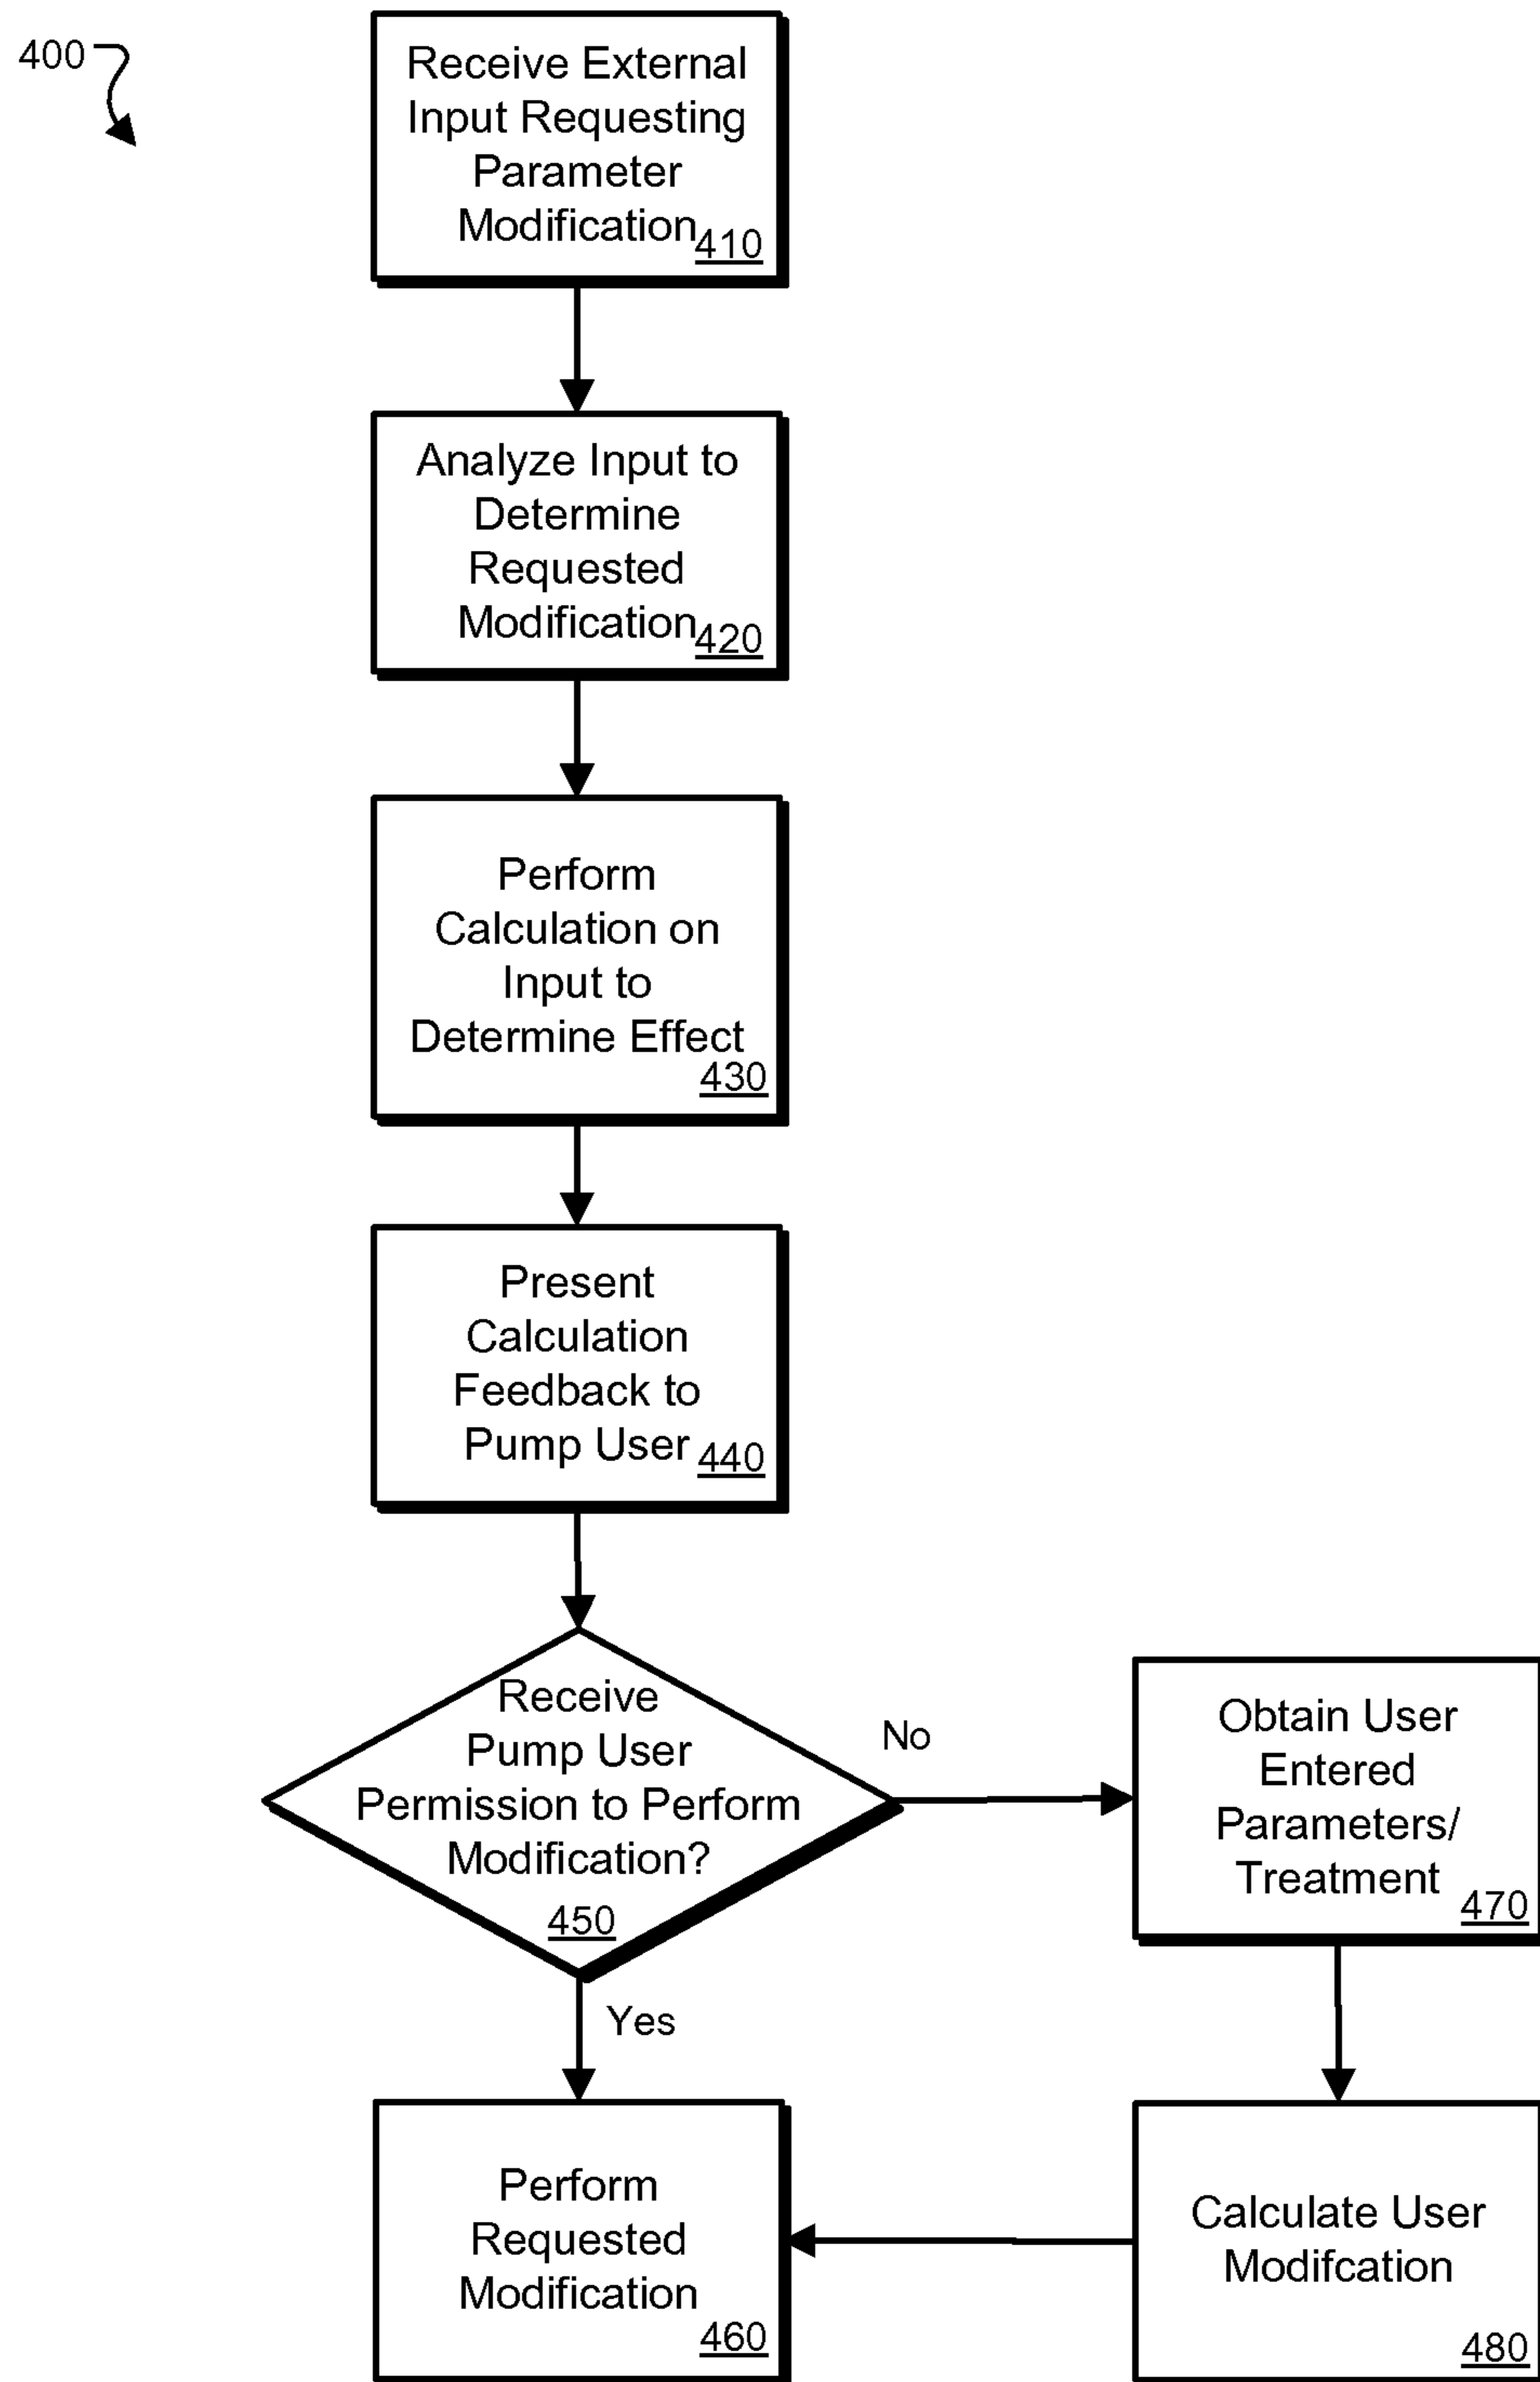 400
Receive External
Input Requesting
Parameter
Modification
410
Analyze Input to
Determine
Requested
Modification
420
Perform
Calculation on
Input to
Determine Effect
430
Present
Calculation
Feedback to
Pump User
440
Receive
Pump User
Permission to Perform
Modification?
450
No
Obtain User
Entered
Parameters/
Treatment
470
Yes
Perform
Requested
Modification
460
Calculate User
Modifcation
480